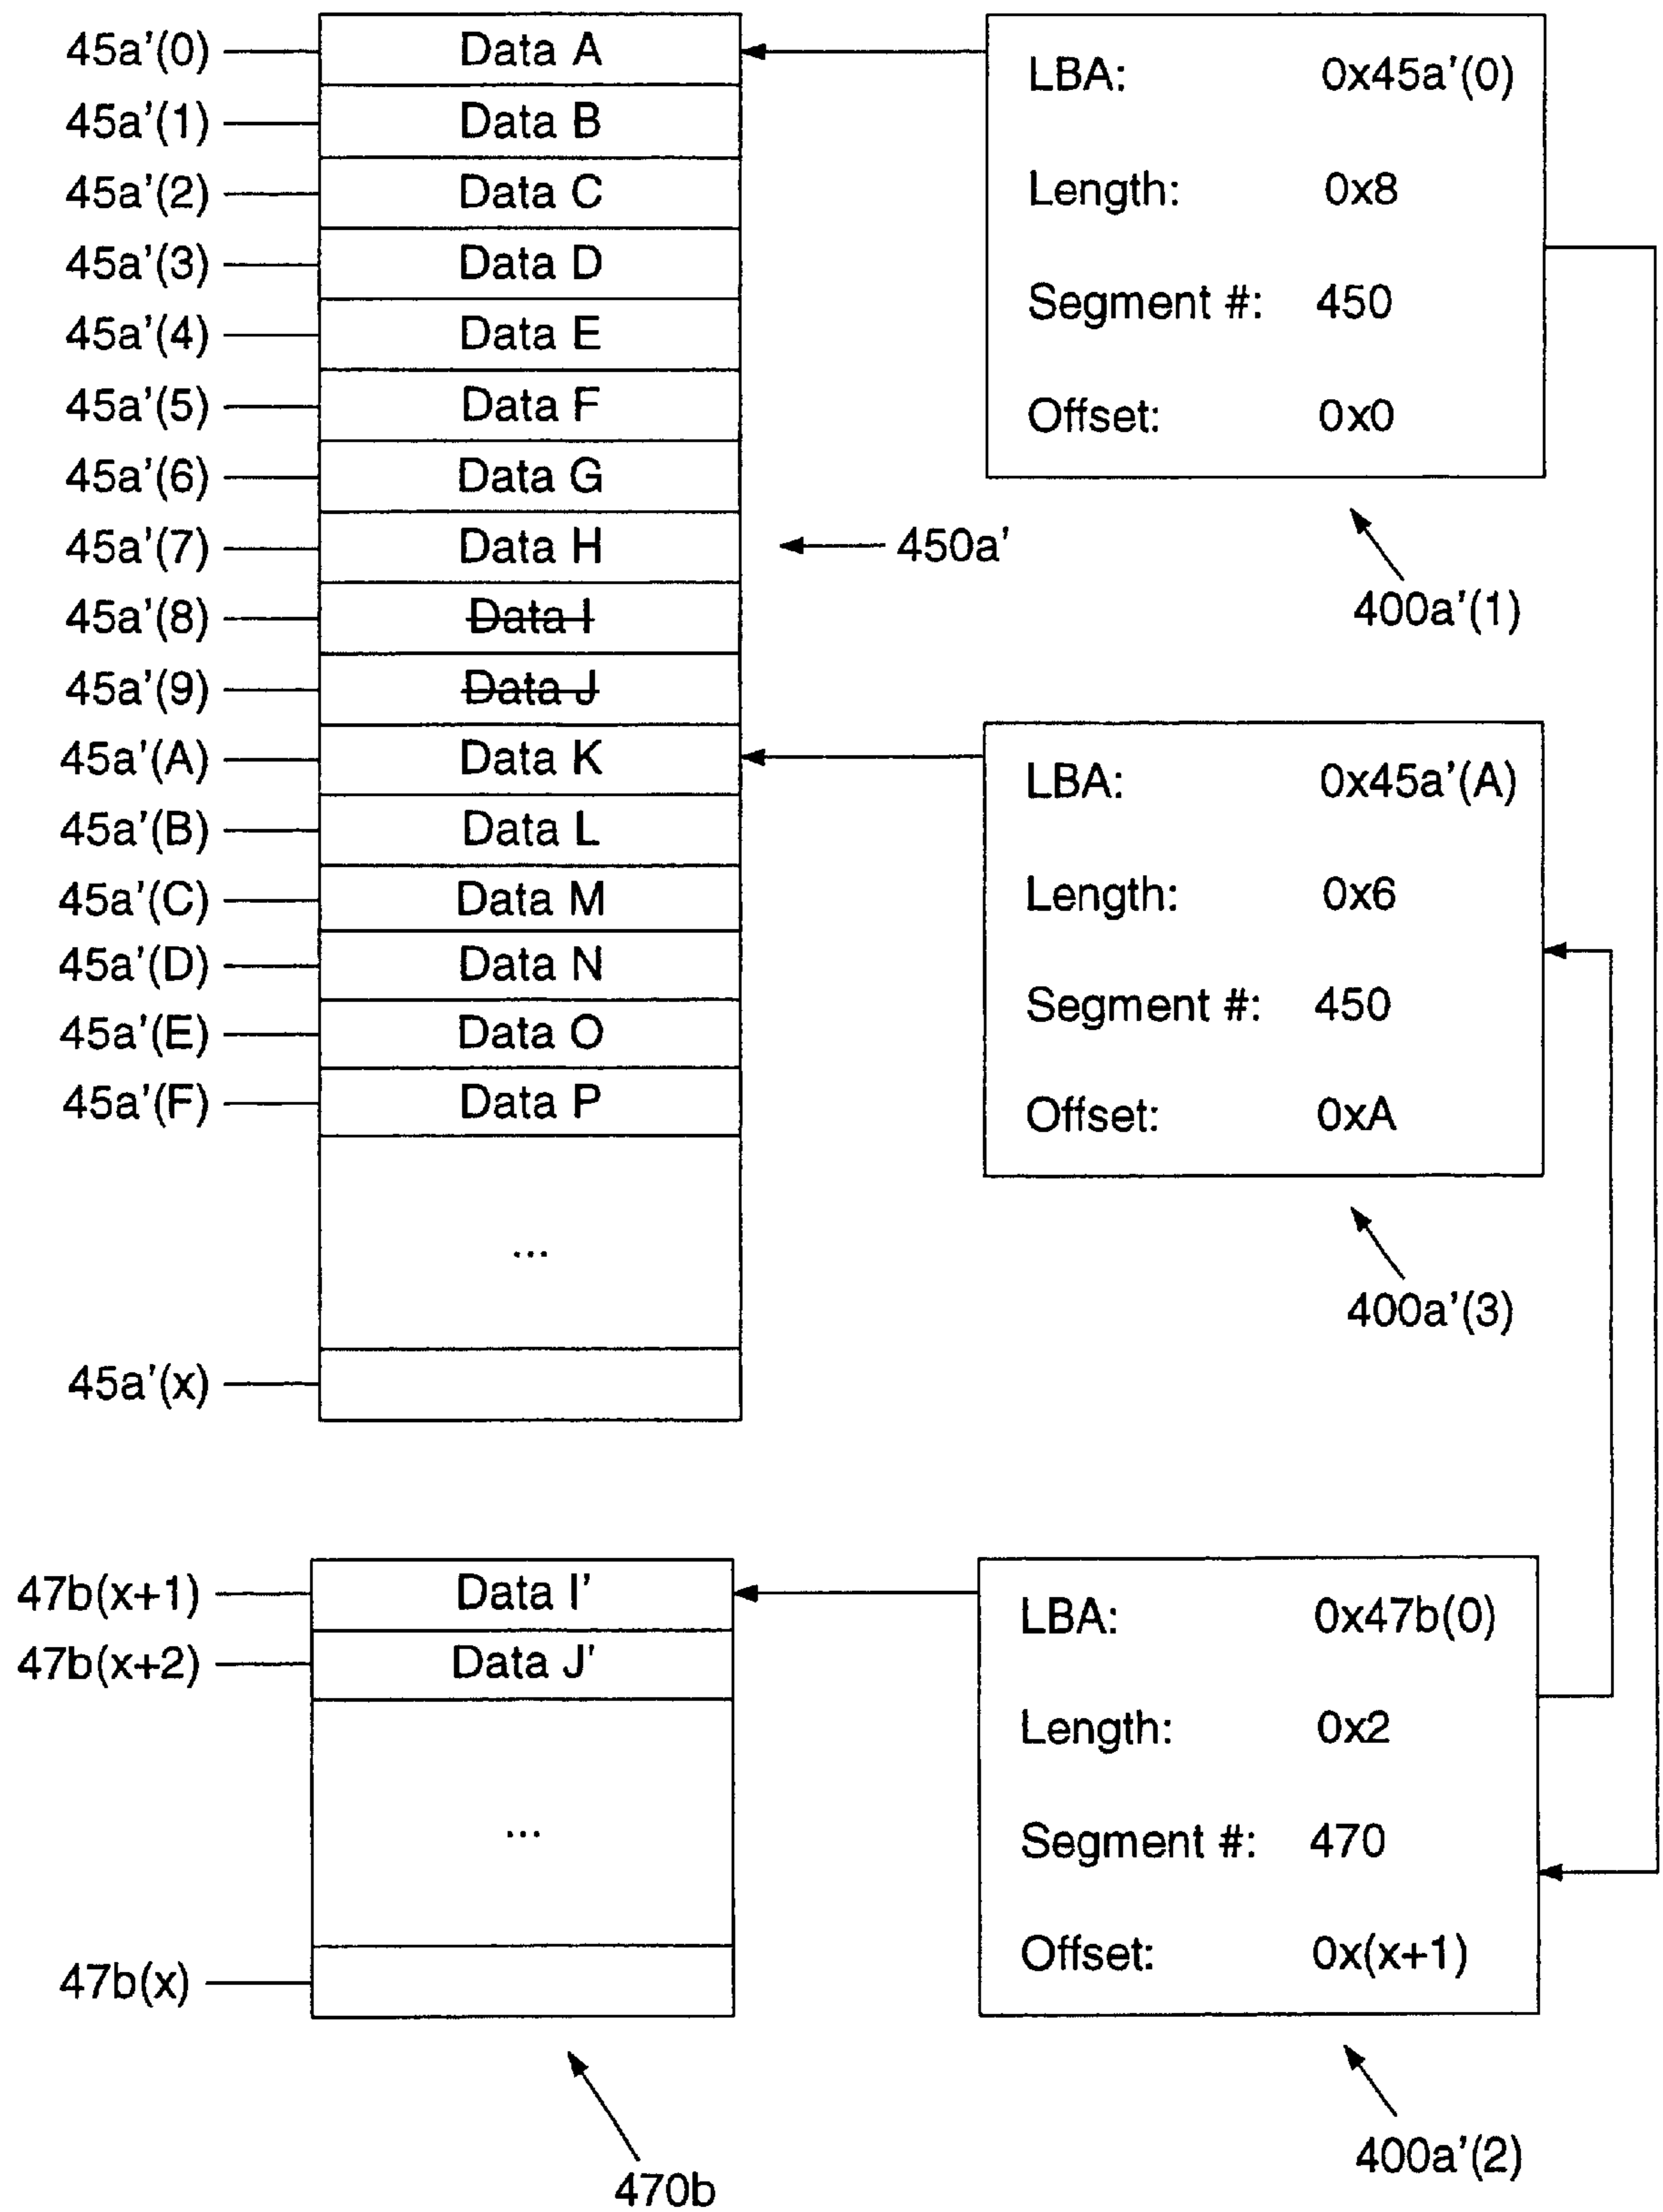 45a'(0) Data A
45a'(1) Data B
45a'(2) Data C
45a'(3) Data D
45a'(4) Data E
45a'(5) Data F
45a'(6) Data G
45a'(7) Data H
45a'(8) Data I
45a'(9) Data J
45a'(A) Data K
45a'(B) Data L
45a'(C) Data M
45a'(D) Data N
45a'(E) Data O
45a'(F) Data P
...
45a'(x)
450a'
LBA: 0x45a'(0)
Length: 0x8
Segment #: 450
Offset: 0x0
400a'(1)
LBA: 0x45a'(A)
Length: 0x6
Segment #: 450
Offset: 0xA
400a'(3)
47b(x+1) Data I'
47b(x+2) Data J'
...
47b(x)
470b
LBA: 0x47b(0)
Length: 0x2
Segment #: 470
Offset: 0x(x+1)
400a'(2)